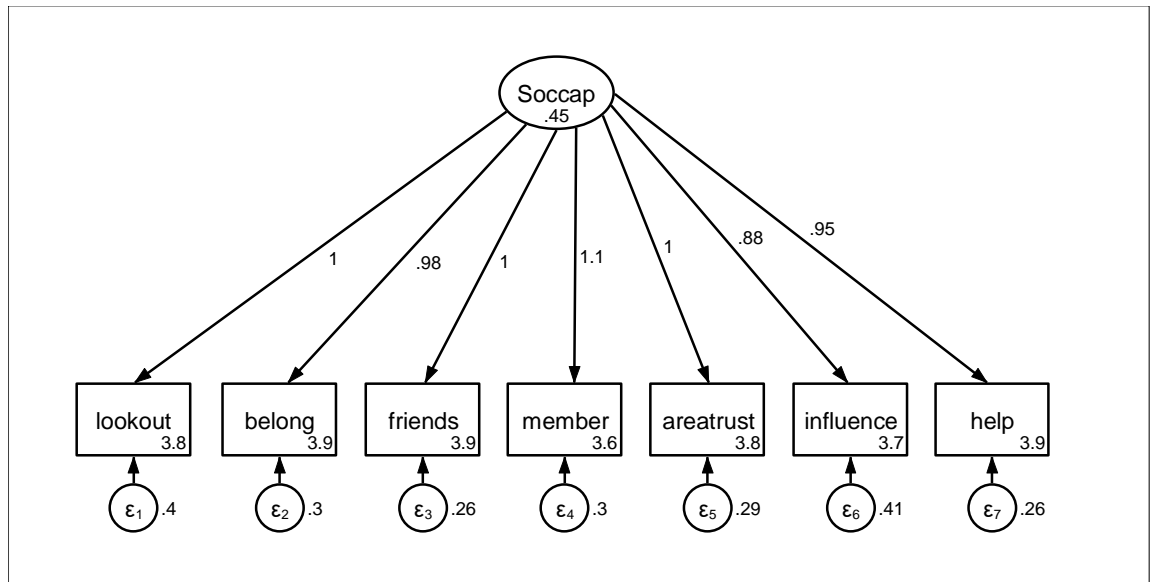 Soccap
.45
1
.98
1
1.1
1
.88
.95
lookout
3.8
belong
3.9
friends
3.9
member
3.6
areatrust
3.8
influence
3.7
help
3.9
ε₁ .4
ε₂ .3
ε₃ .26
ε₄ .3
ε₅ .29
ε₆ .41
ε₇ .26